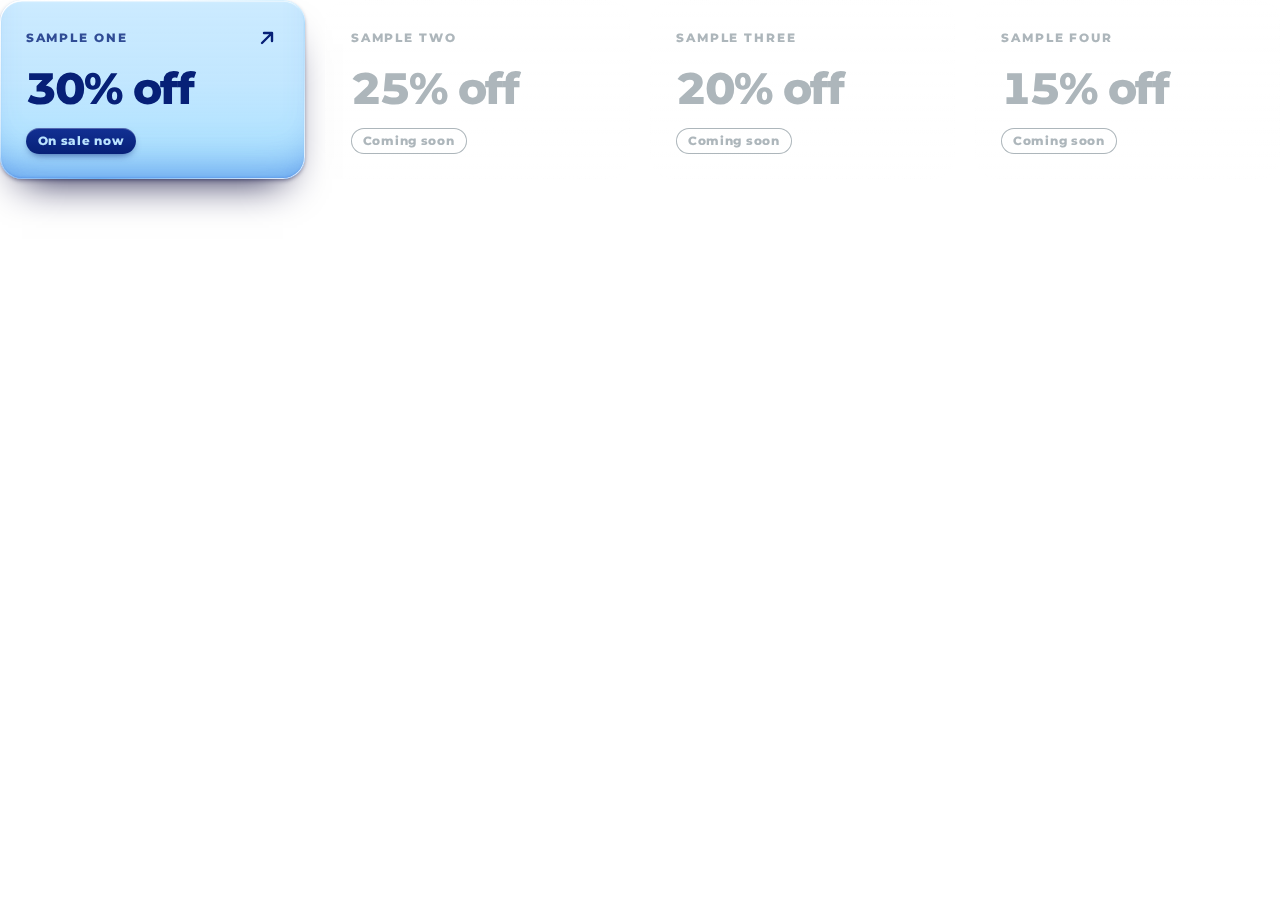 SAMPLE ONE
30% off
On sale now
SAMPLE TWO
25% off
Coming soon
SAMPLE THREE
20% off
Coming soon
SAMPLE FOUR
15% off
Coming soon